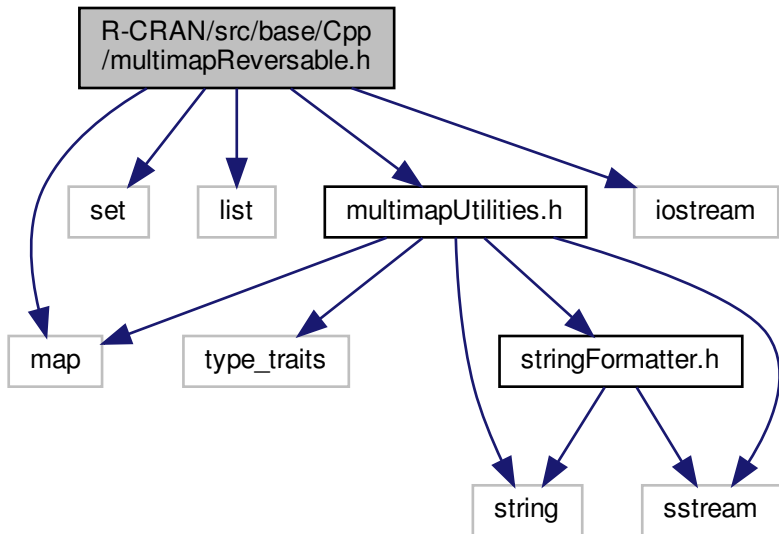 R-CRAN/src/base/Cpp
/multimapReversable.h
set
list
multimapUtilities.h
iostream
map
type_traits
stringFormatter.h
string
sstream